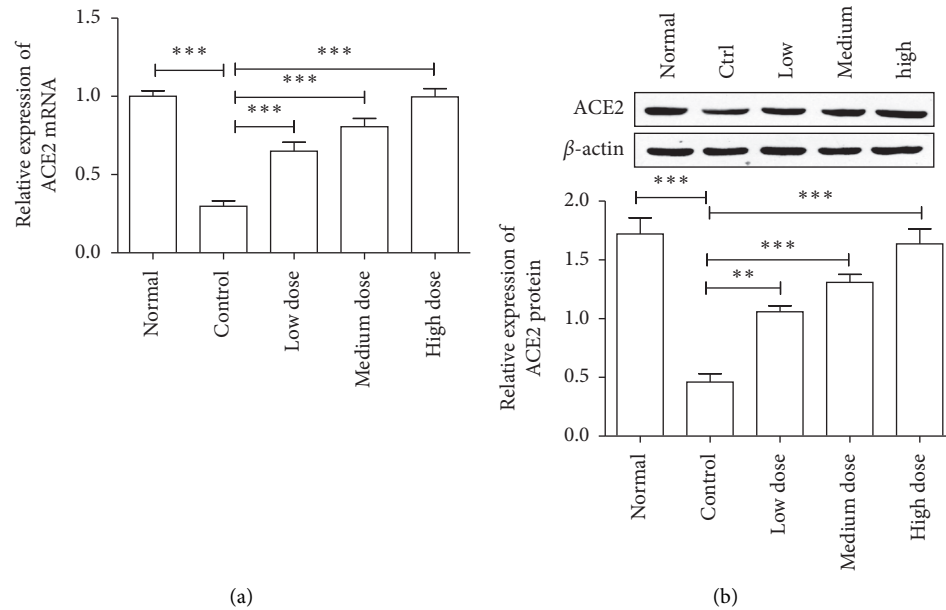 1.5
1.0
0.5
0.0
Relative expression of
ACE2 mRNA
***
***
***
***
Normal
Control
Low dose
Medium dose
High dose
(a)
Normal
Ctrl
Low
Medium
high
ACE2
β-actin
2.0
1.5
1.0
0.5
0.0
Relative expression of
ACE2 protein
***
***
***
**
Normal
Control
Low dose
Medium dose
High dose
(b)